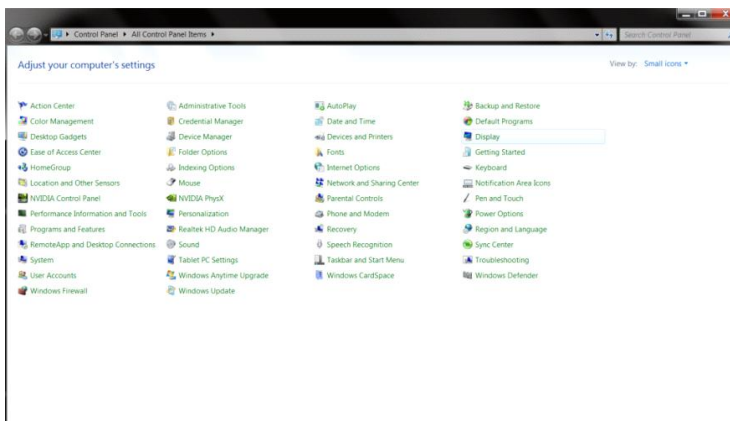 Control Panel ▸ All Control Panel Items ▸
Search Control Panel
Adjust your computer's settings
View by: Small icons
Action Center
Administrative Tools
AutoPlay
Backup and Restore
Color Management
Credential Manager
Date and Time
Default Programs
Desktop Gadgets
Device Manager
Devices and Printers
Display
Ease of Access Center
Folder Options
Fonts
Getting Started
HomeGroup
Indexing Options
Internet Options
Keyboard
Location and Other Sensors
Mouse
Network and Sharing Center
Notification Area Icons
NVIDIA Control Panel
NVIDIA PhysX
Parental Controls
Pen and Touch
Performance Information and Tools
Personalization
Phone and Modem
Power Options
Programs and Features
Realtek HD Audio Manager
Recovery
Region and Language
RemoteApp and Desktop Connections
Sound
Speech Recognition
Sync Center
System
Tablet PC Settings
Taskbar and Start Menu
Troubleshooting
User Accounts
Windows Anytime Upgrade
Windows CardSpace
Windows Defender
Windows Firewall
Windows Update